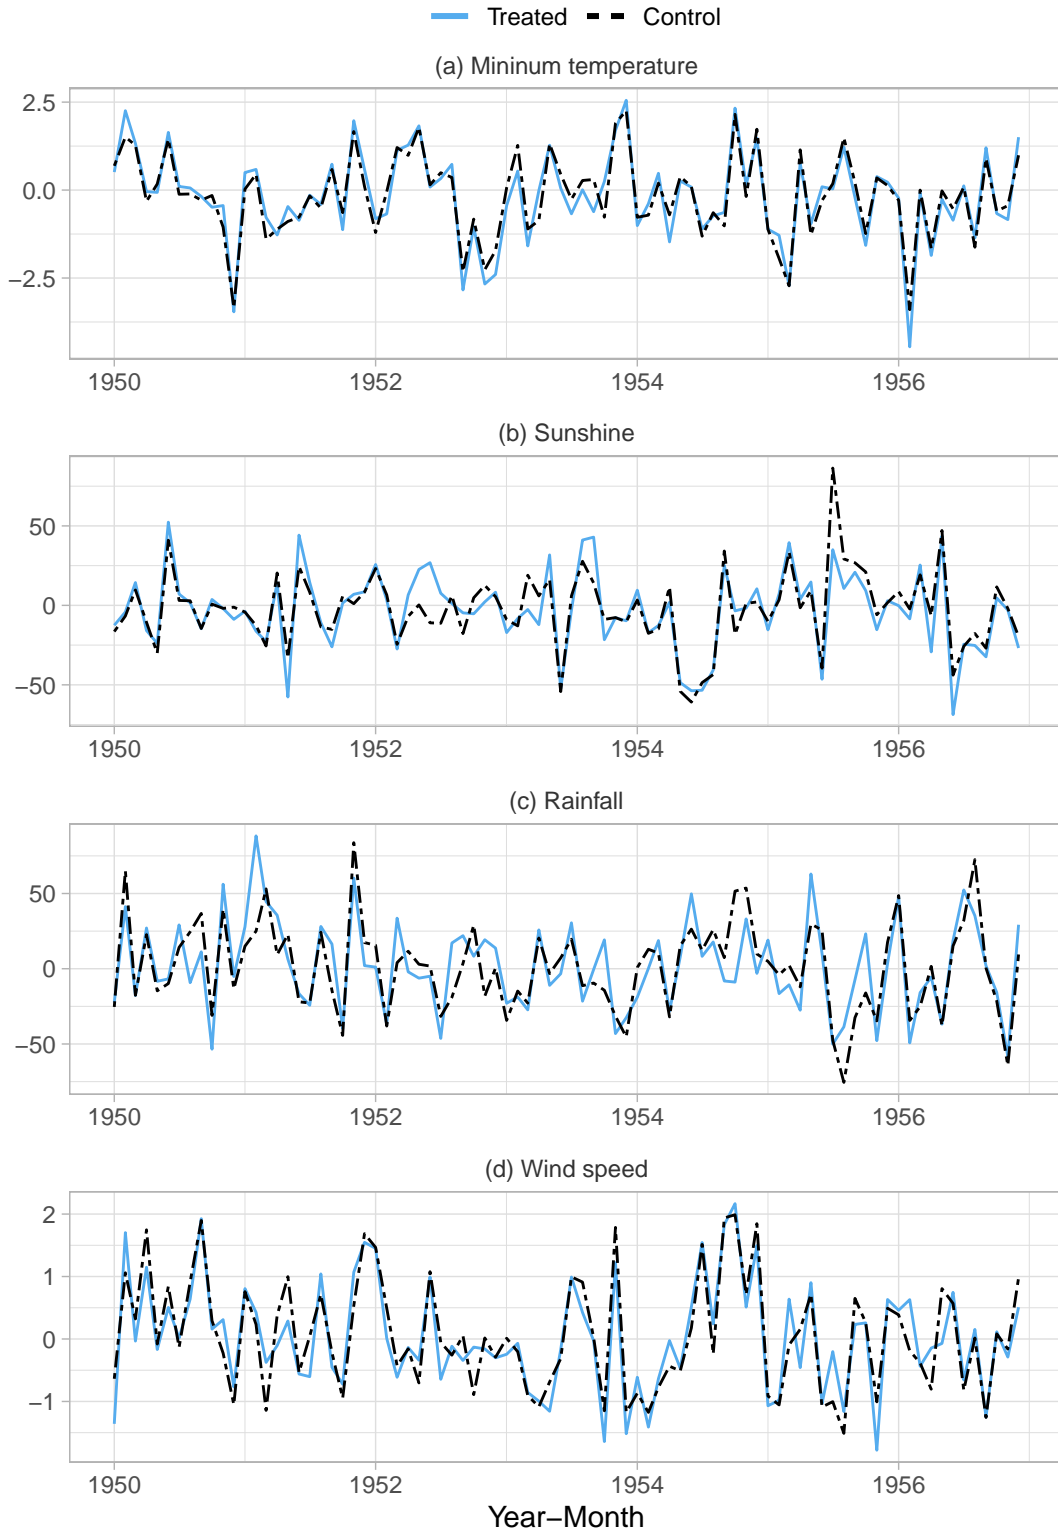 Treated Control
(a) Mininum temperature
2.5
0.0
−2.5
1950 1952 1954 1956
(b) Sunshine
50
0
−50
1950 1952 1954 1956
(c) Rainfall
50
0
−50
1950 1952 1954 1956
(d) Wind speed
2
1
0
−1
1950 1952 1954 1956
Year−Month